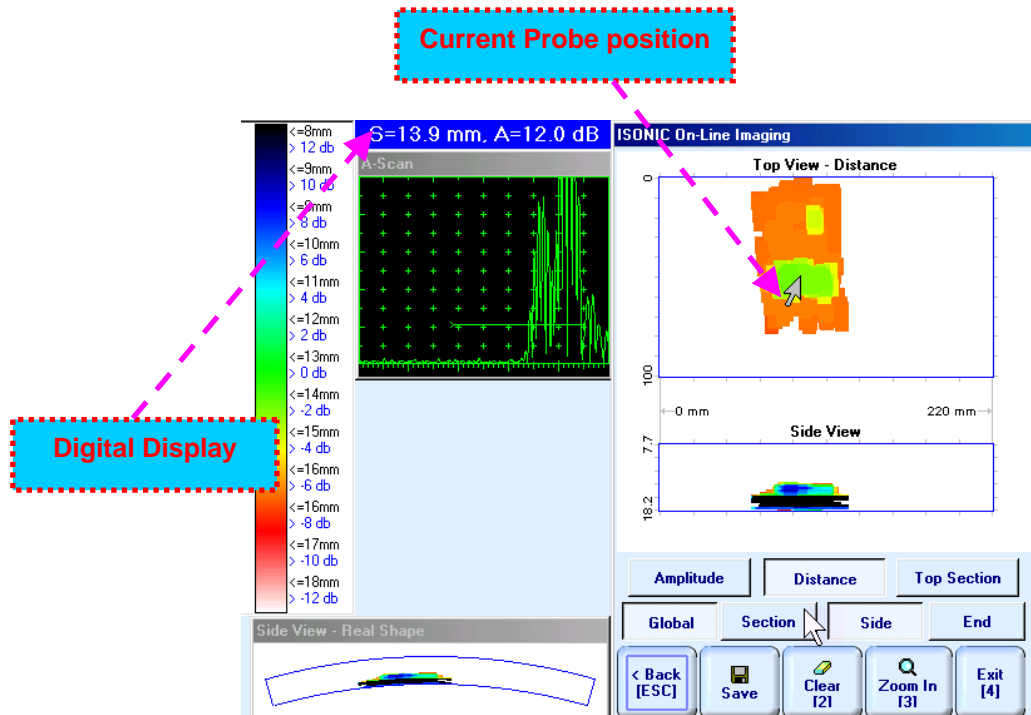 Current Probe position
Digital Display
<=8mm
> 12 db
<=9mm
> 10 db
<=9mm
> 8 db
<=10mm
> 6 db
<=11mm
> 4 db
<=12mm
> 2 db
<=13mm
> 0 db
<=14mm
> -2 db
<=15mm
> -4 db
<=16mm
> -6 db
<=16mm
> -8 db
<=17mm
> -10 db
<=18mm
> -12 db
S=13.9 mm, A=12.0 dB
A-Scan
ISONIC On-Line Imaging
Top View - Distance
0
100
0 mm
220 mm
Side View
7.7
18.2
Amplitude
Distance
Top Section
Global
Section
Side
End
Side View - Real Shape
< Back
[ESC]
Save
Clear
[2]
Zoom In
[3]
Exit
[4]